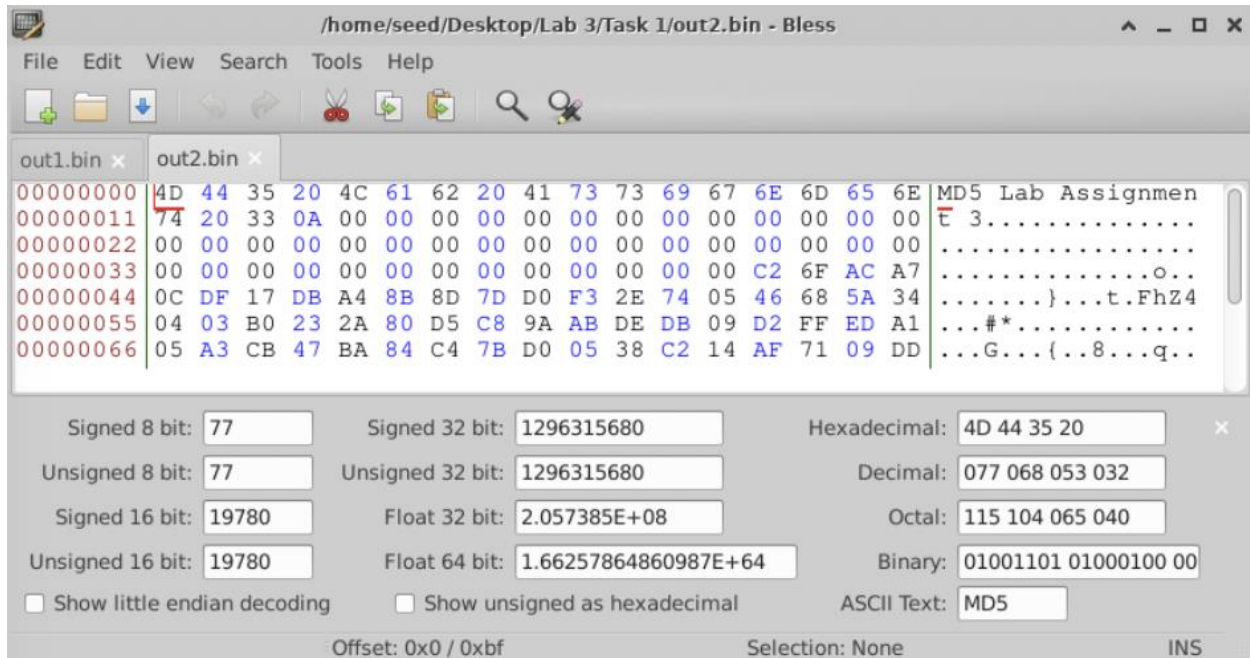 /home/seed/Desktop/Lab 3/Task 1/out2.bin - Bless
File Edit View Search Tools Help
out1.bin × out2.bin ×
00000000 4D 44 35 20 4C 61 62 20 41 73 73 69 67 6E 6D 65 6E MD5 Lab Assignmen
00000011 74 20 33 0A 00 00 00 00 00 00 00 00 00 00 00 00 00 t 3..............
00000022 00 00 00 00 00 00 00 00 00 00 00 00 00 00 00 00 00 .................
00000033 00 00 00 00 00 00 00 00 00 00 00 00 00 C2 6F AC A7 ..............o..
00000044 0C DF 17 DB A4 8B 8D 7D D0 F3 2E 74 05 46 68 5A 34 .......}...t.FhZ4
00000055 04 03 B0 23 2A 80 D5 C8 9A AB DE DB 09 D2 FF ED A1 ...#*............
00000066 05 A3 CB 47 BA 84 C4 7B D0 05 38 C2 14 AF 71 09 DD ...G...{..8...q..
Signed 8 bit: 77 Signed 32 bit: 1296315680 Hexadecimal: 4D 44 35 20
Unsigned 8 bit: 77 Unsigned 32 bit: 1296315680 Decimal: 077 068 053 032
Signed 16 bit: 19780 Float 32 bit: 2.057385E+08 Octal: 115 104 065 040
Unsigned 16 bit: 19780 Float 64 bit: 1.66257864860987E+64 Binary: 01001101 01000100 00
Show little endian decoding Show unsigned as hexadecimal ASCII Text: MD5
Offset: 0x0 / 0xbf Selection: None INS